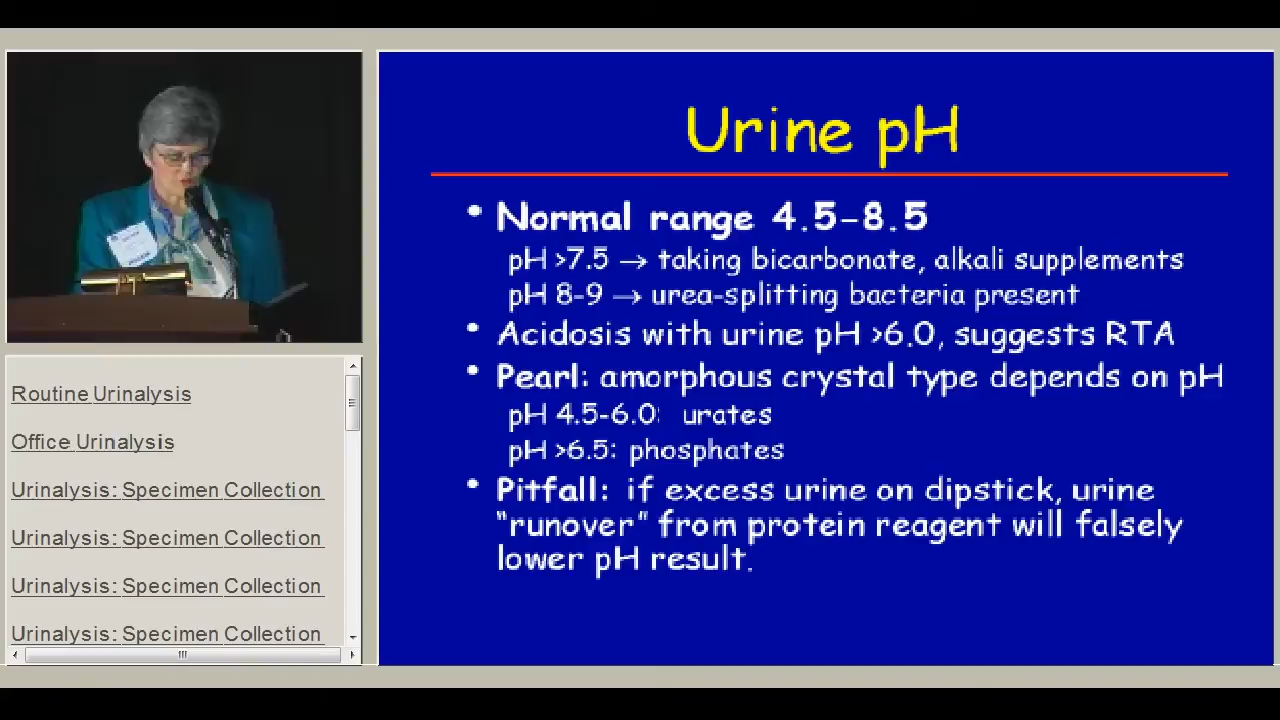 Urine pH
• Normal range 4.5-8.5
pH >7.5 → taking bicarbonate, alkali supplements
pH 8-9 → urea-splitting bacteria present
• Acidosis with urine pH >6.0, suggests RTA
• Pearl: amorphous crystal type depends on pH
pH 4.5-6.0: urates
pH >6.5: phosphates
• Pitfall: if excess urine on dipstick, urine
"runover" from protein reagent will falsely
lower pH result.
Routine Urinalysis
Office Urinalysis
Urinalysis: Specimen Collection
Urinalysis: Specimen Collection
Urinalysis: Specimen Collection
Urinalysis: Specimen Collection